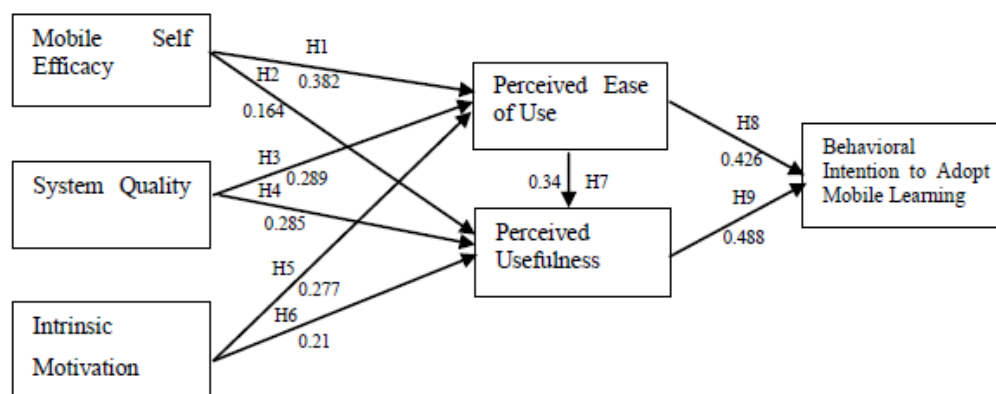 Mobile Self
Efficacy
H1
0.382
H2
0.164
Perceived Ease
of Use
H3
0.289
System Quality
H4
0.285
0.34 H7
H8
0.426
Behavioral
Intention to Adopt
Mobile Learning
H9
0.488
Perceived
Usefulness
H5
0.277
H6
0.21
Intrinsic
Motivation